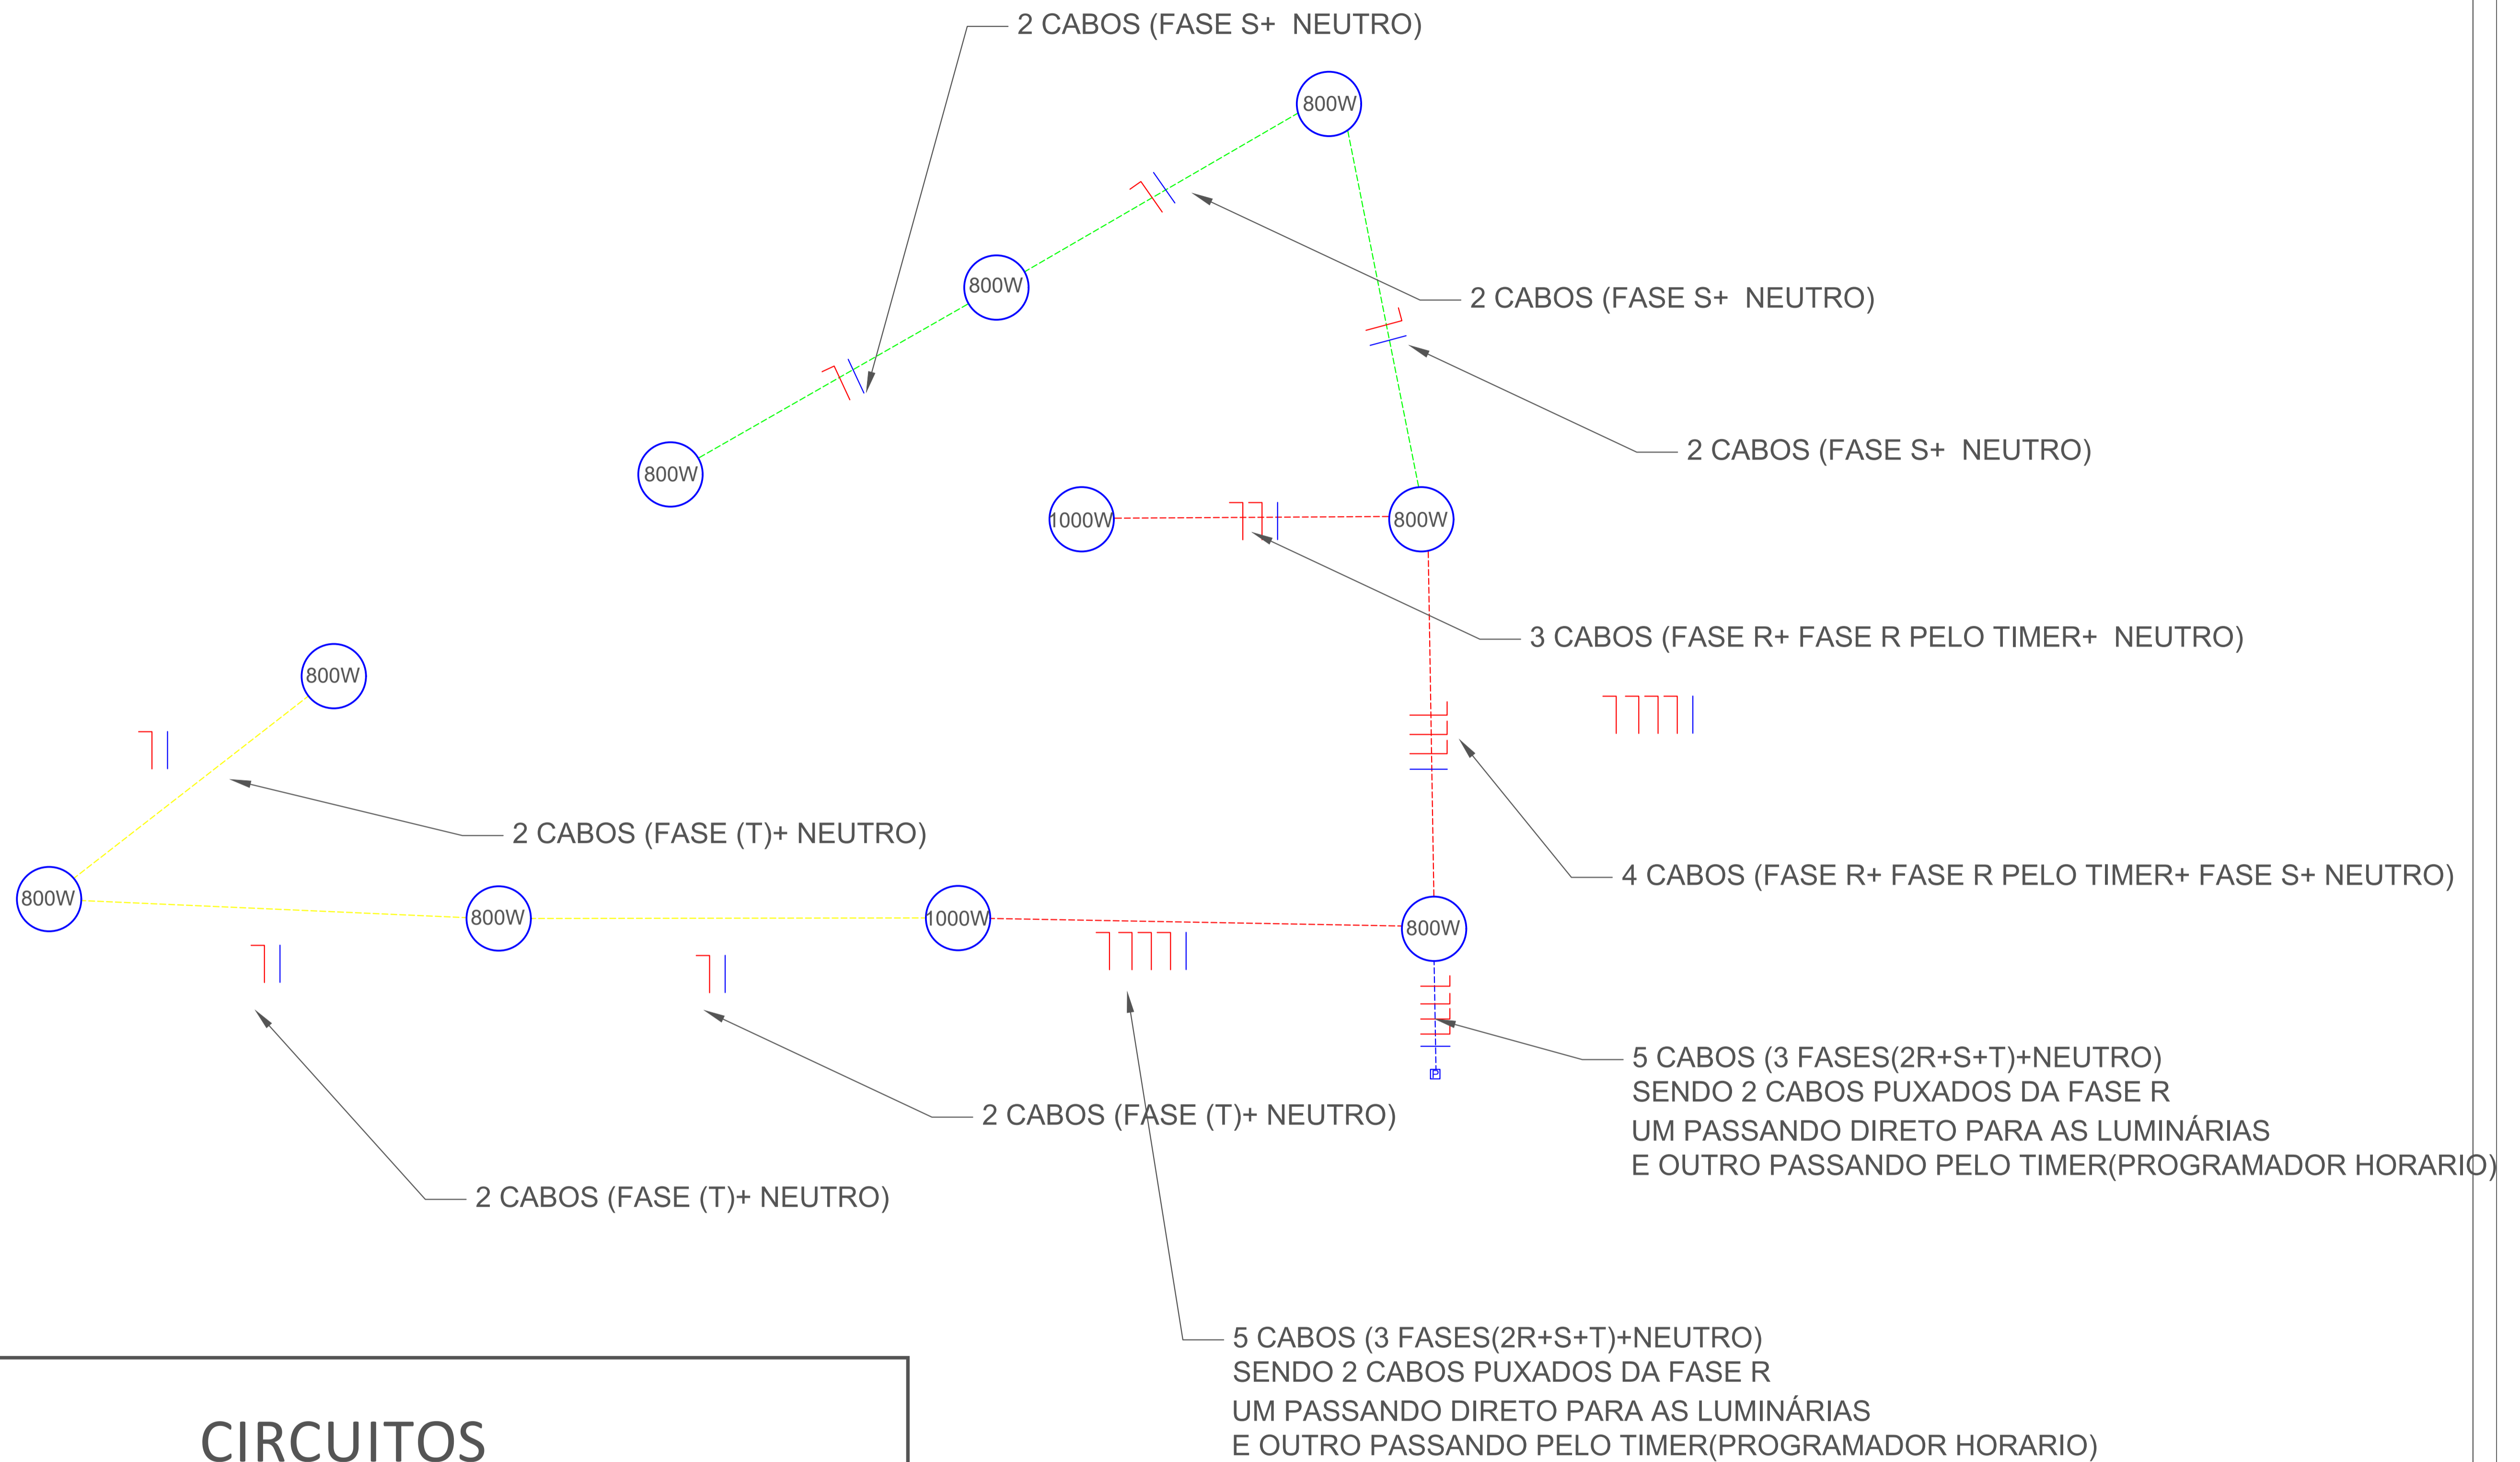 2 CABOS (FASE S+ NEUTRO)
800W
800W
2 CABOS (FASE S+ NEUTRO)
2 CABOS (FASE S+ NEUTRO)
800W
1000W
800W
3 CABOS (FASE R+ FASE R PELO TIMER+ NEUTRO)
800W
2 CABOS (FASE (T)+ NEUTRO)
4 CABOS (FASE R+ FASE R PELO TIMER+ FASE S+ NEUTRO)
800W
800W
1000W
800W
5 CABOS (3 FASES(2R+S+T)+NEUTRO)
SENDO 2 CABOS PUXADOS DA FASE R
UM PASSANDO DIRETO PARA AS LUMINÁRIAS
E OUTRO PASSANDO PELO TIMER(PROGRAMADOR HORARIO)
P
2 CABOS (FASE (T)+ NEUTRO)
2 CABOS (FASE (T)+ NEUTRO)
5 CABOS (3 FASES(2R+S+T)+NEUTRO)
SENDO 2 CABOS PUXADOS DA FASE R
UM PASSANDO DIRETO PARA AS LUMINÁRIAS
E OUTRO PASSANDO PELO TIMER(PROGRAMADOR HORARIO)
CIRCUITOS